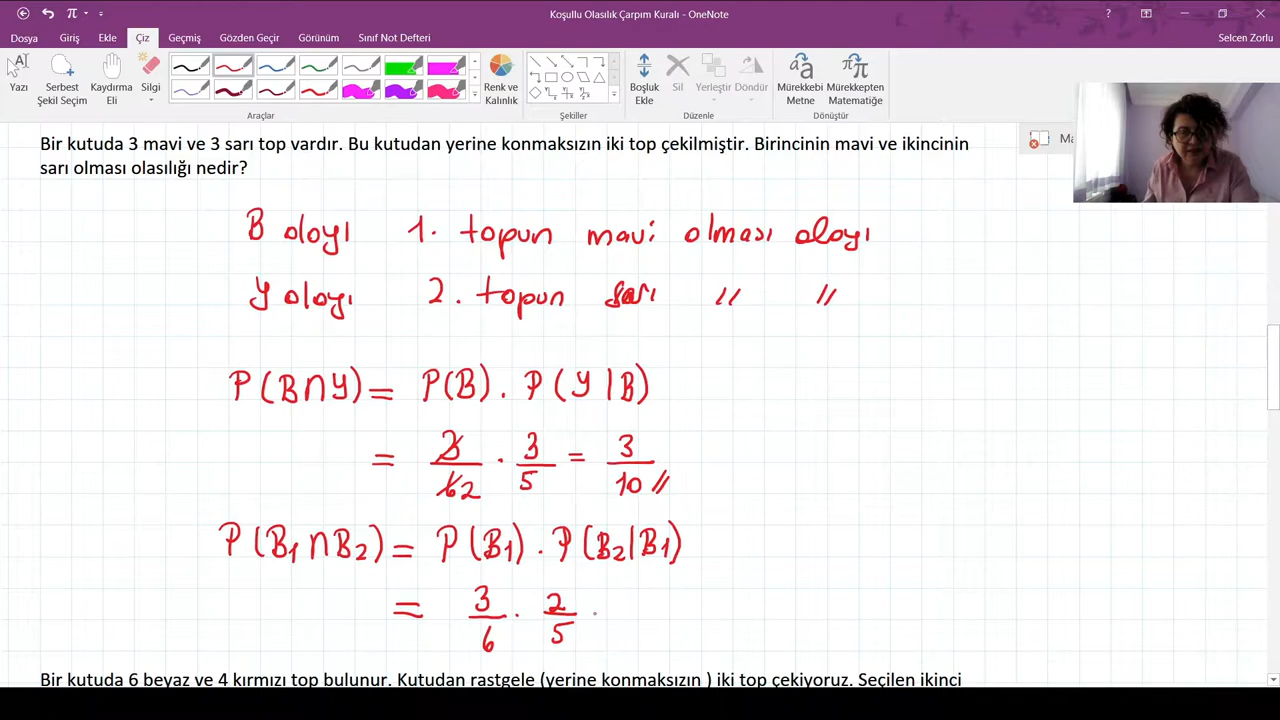 Koşullu Olasılık Çarpım Kuralı - OneNote
Dosya Giriş Ekle Çiz Geçmiş Gözden Geçir Görünüm Sınıf Not Defteri
Selcen Zorlu
Yazı Serbest Şekil Seçim Kaydırma Eli Silgi Renk ve Kalınlık Boşluk Ekle Sil Yerleştir Döndür Mürekkebi Metne Mürekkepten Matematiğe
Araçlar Şekiller Düzenle Dönüştür
Bir kutuda 3 mavi ve 3 sarı top vardır. Bu kutudan yerine konmaksızın iki top çekilmiştir. Birincinin mavi ve ikincinin
sarı olması olasılığı nedir?
B olayı 1. topun mavi olması olayı
Y olayı 2. topun sarı // //
P(B∩Y) = P(B) . P(Y|B)
= 3/6 2 . 3/5 = 3/10 //
P(B1∩B2) = P(B1) . P(B2|B1)
= 3/6 . 2/5
Bir kutuda 6 beyaz ve 4 kırmızı top bulunur. Kutudan rastgele (yerine konmaksızın ) iki top çekiyoruz. Seçilen ikinci